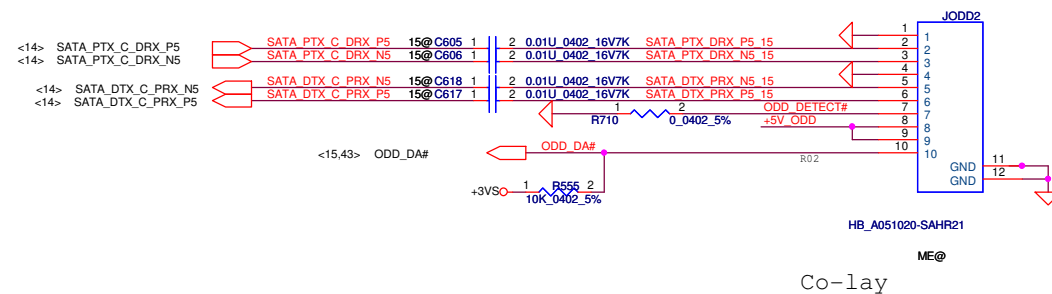 JODD2
1
<14> SATA_PTX_C_DRX_P5 SATA_PTX_C_DRX_P5 15@ C605 1 2 0.01U_0402_16V7K SATA_PTX_DRX_P5_15 2 1
<14> SATA_PTX_C_DRX_N5 SATA_PTX_C_DRX_N5 15@ C606 1 2 0.01U_0402_16V7K SATA_PTX_DRX_N5_15 3 2
4 3
<14> SATA_DTX_C_PRX_N5 SATA_DTX_C_PRX_N5 15@ C618 1 2 0.01U_0402_16V7K SATA_DTX_PRX_N5_15 5 4
<14> SATA_DTX_C_PRX_P5 SATA_DTX_C_PRX_P5 15@ C617 1 2 0.01U_0402_16V7K SATA_DTX_PRX_P5_15 6 5
1 2 ODD_DETECT# 7 6
R710 0_0402_5% +5V_ODD 8 7
9 8
<15,43> ODD_DA# ODD_DA# 10 9
R02 10
GND 11
GND 12
+3VS 1 R555 2
10K_0402_5%
HB_A051020-SAHR21
ME@
Co-lay